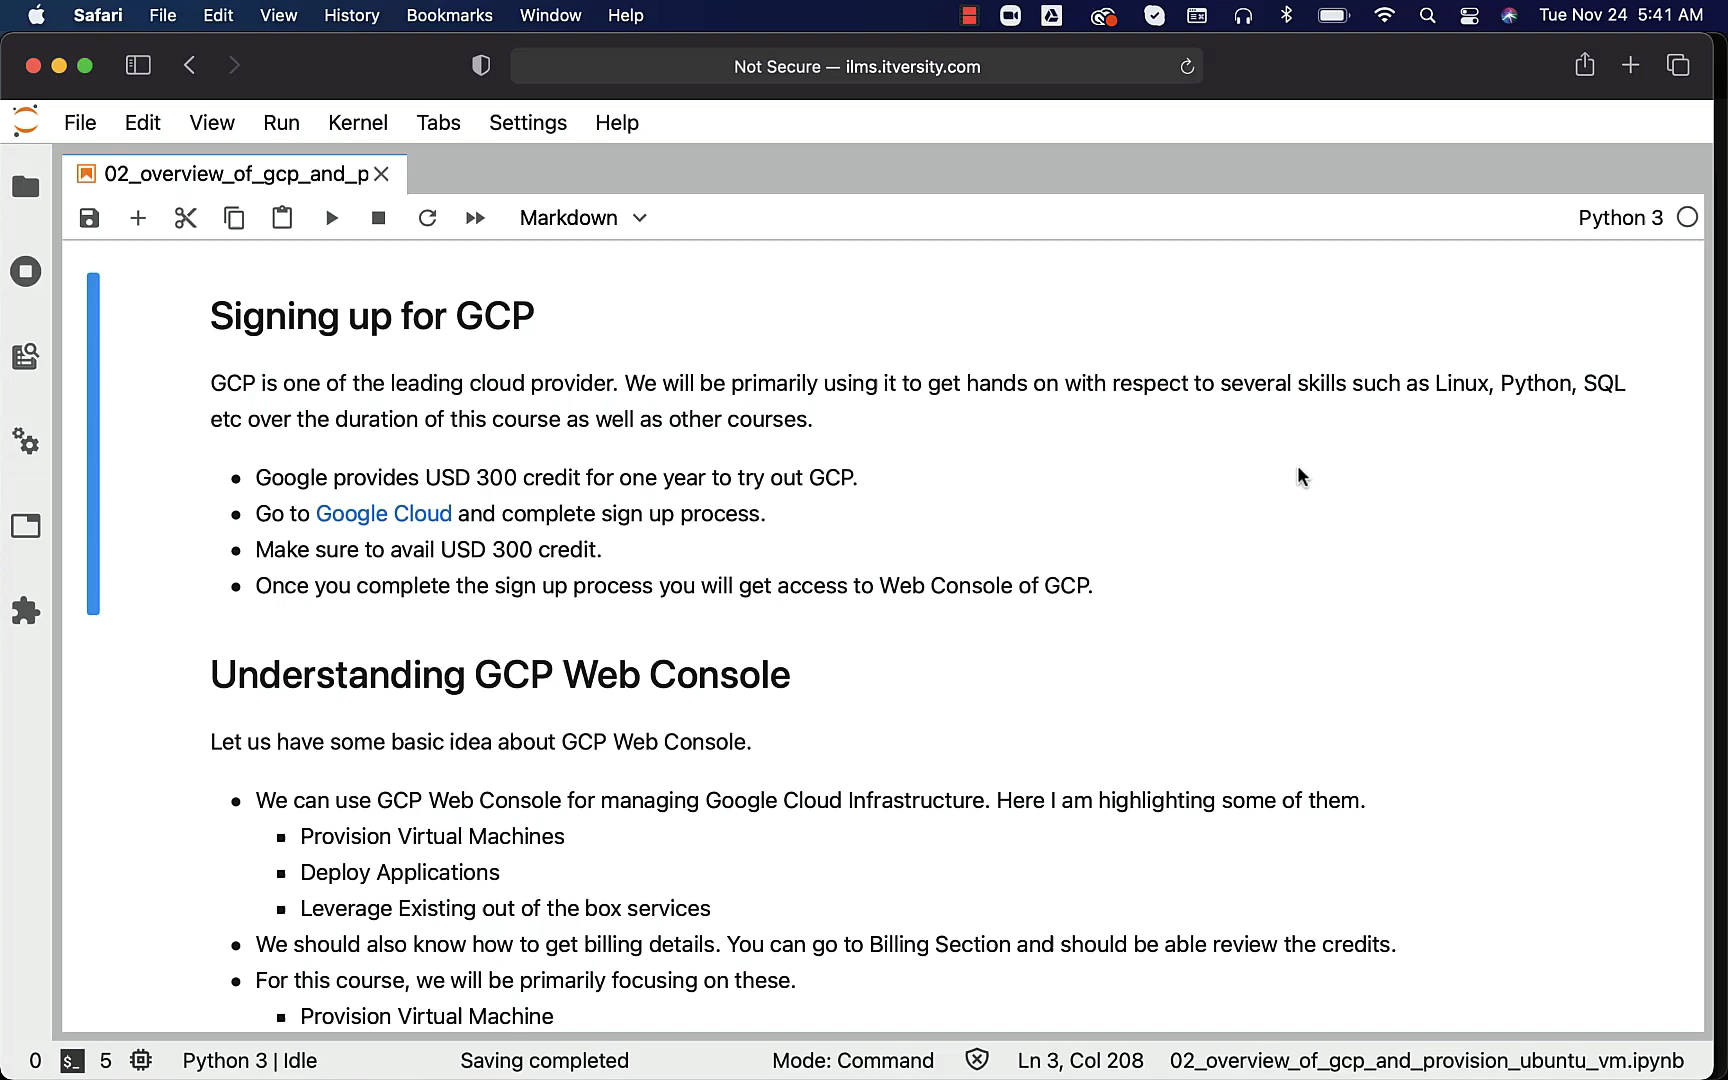 Safari File Edit View History Bookmarks Window Help Tue Nov 24 5:41 AM
Not Secure — ilms.itversity.com
File Edit View Run Kernel Tabs Settings Help
02_overview_of_gcp_and_p
Markdown Python 3
Signing up for GCP
GCP is one of the leading cloud provider. We will be primarily using it to get hands on with respect to several skills such as Linux, Python, SQL
etc over the duration of this course as well as other courses.
• Google provides USD 300 credit for one year to try out GCP.
• Go to Google Cloud and complete sign up process.
• Make sure to avail USD 300 credit.
• Once you complete the sign up process you will get access to Web Console of GCP.
Understanding GCP Web Console
Let us have some basic idea about GCP Web Console.
• We can use GCP Web Console for managing Google Cloud Infrastructure. Here I am highlighting some of them.
▪ Provision Virtual Machines
▪ Deploy Applications
▪ Leverage Existing out of the box services
• We should also know how to get billing details. You can go to Billing Section and should be able review the credits.
• For this course, we will be primarily focusing on these.
▪ Provision Virtual Machine
0 $_ 5 Python 3 | Idle Saving completed Mode: Command Ln 3, Col 208 02_overview_of_gcp_and_provision_ubuntu_vm.ipynb